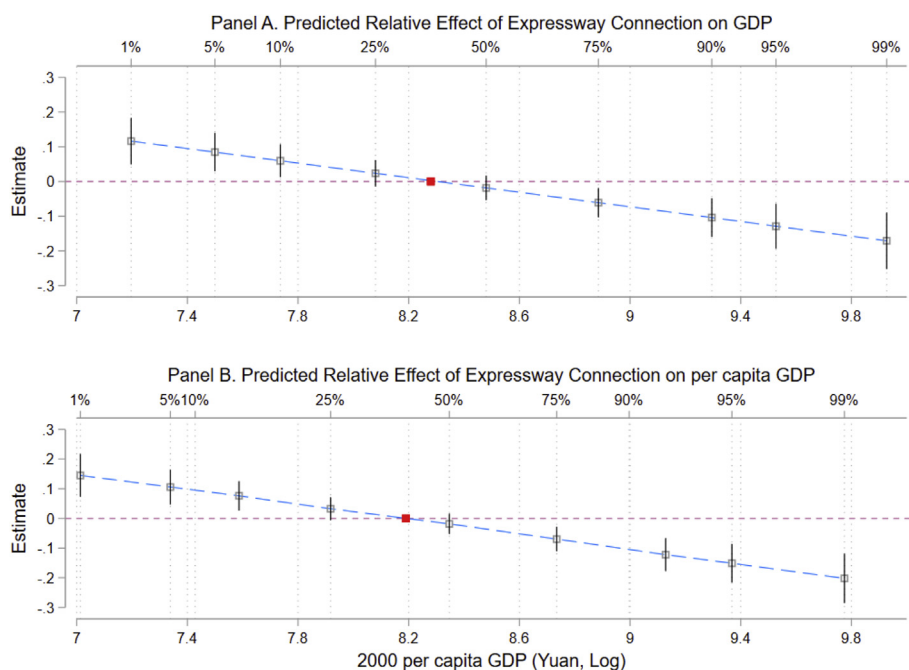 Panel A. Predicted Relative Effect of Expressway Connection on GDP
1% 5% 10% 25% 50% 75% 90% 95% 99%
.3
.2
.1
0
-.1
-.2
-.3
Estimate
7 7.4 7.8 8.2 8.6 9 9.4 9.8
Panel B. Predicted Relative Effect of Expressway Connection on per capita GDP
1% 5% 10% 25% 50% 75% 90% 95% 99%
.3
.2
.1
0
-.1
-.2
-.3
Estimate
7 7.4 7.8 8.2 8.6 9 9.4 9.8
2000 per capita GDP (Yuan, Log)